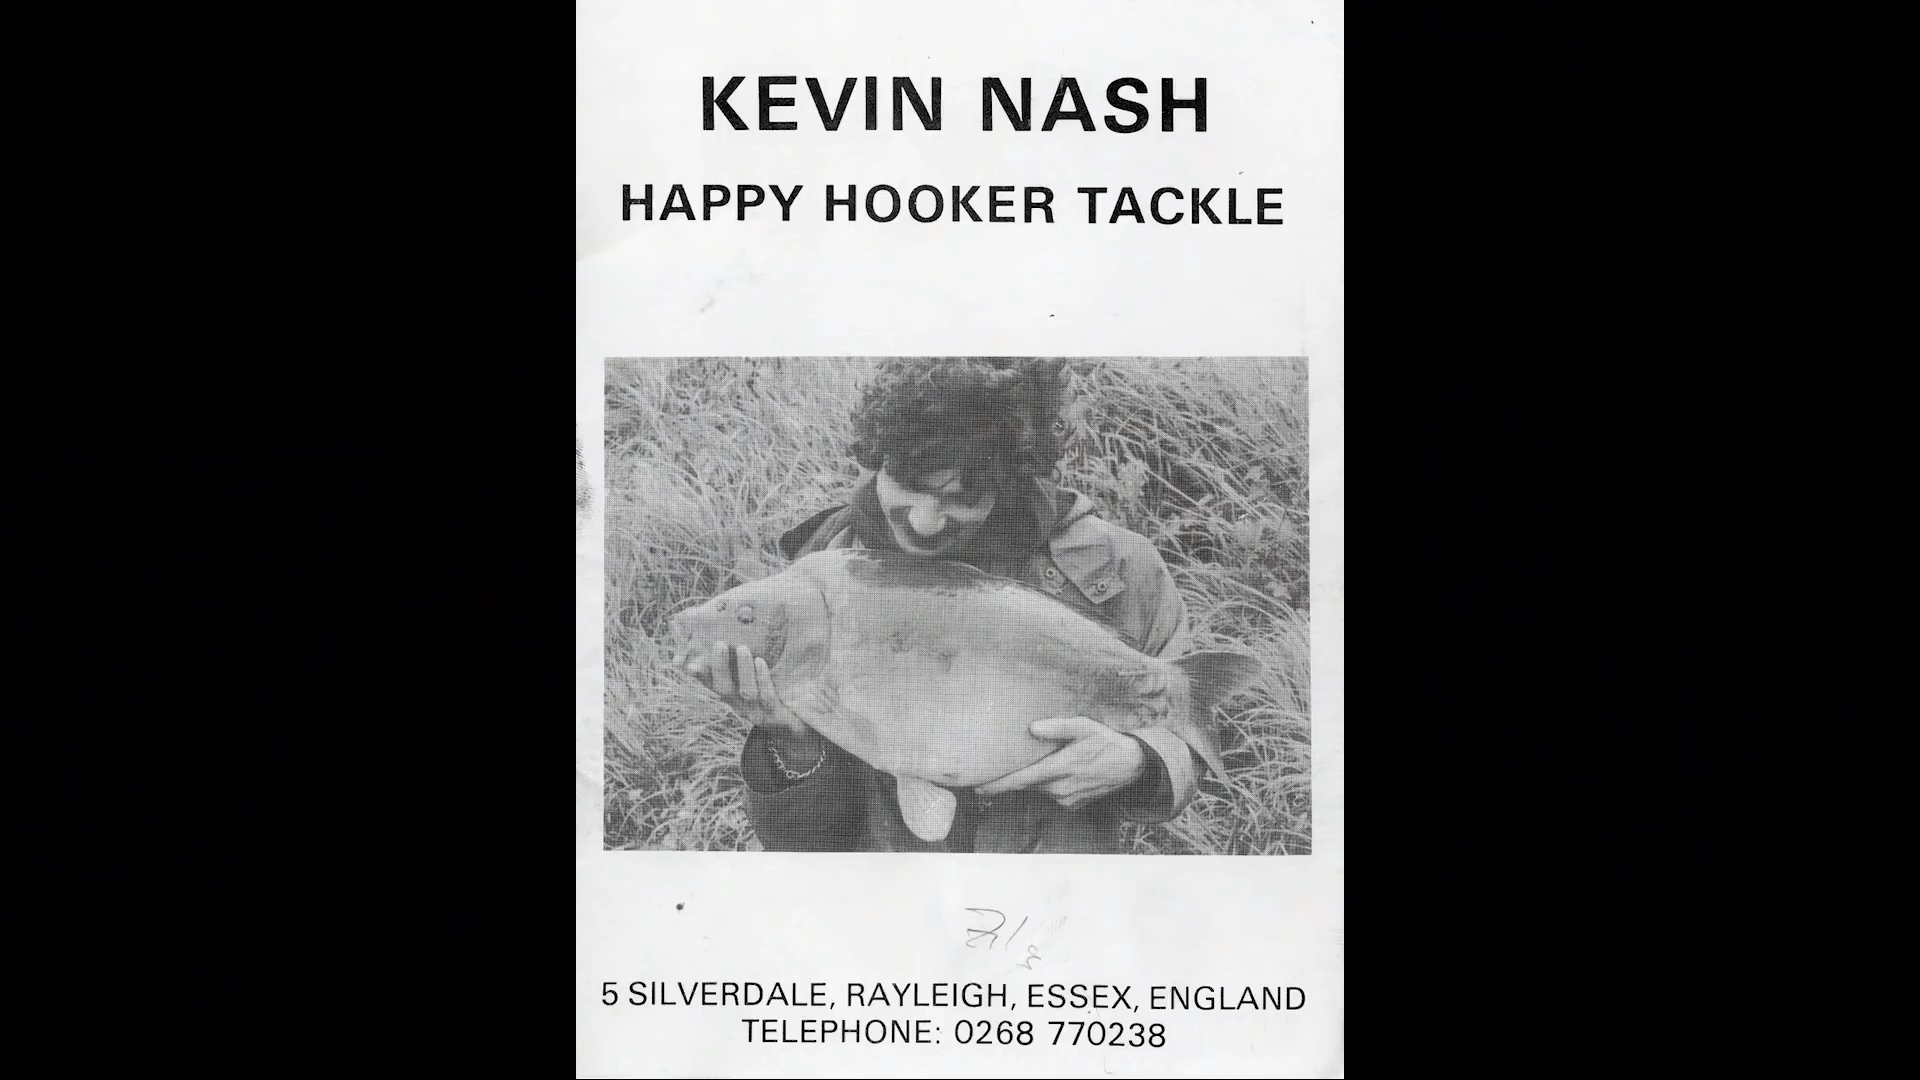 KEVIN NASH
HAPPY HOOKER TACKLE
5 SILVERDALE, RAYLEIGH, ESSEX, ENGLAND
TELEPHONE: 0268 770238